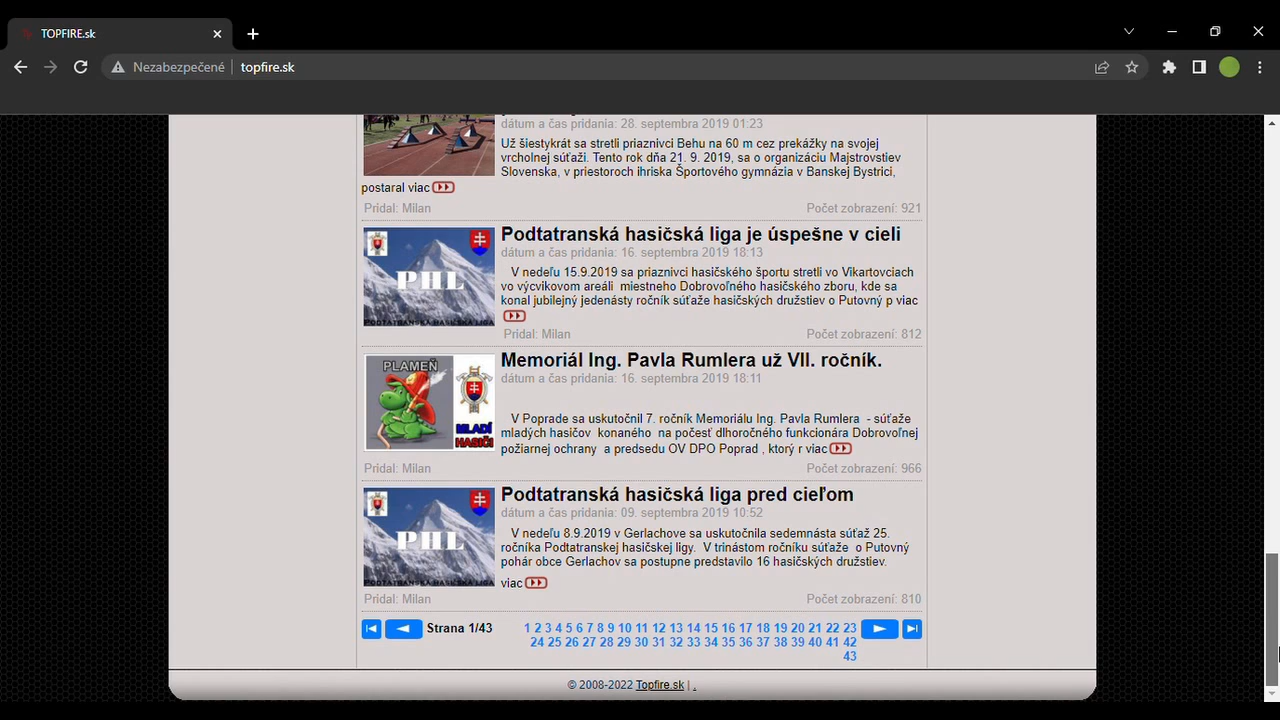 TOPFIRE.sk
Nezabezpečené
topfire.sk
dátum a čas pridania: 28. septembra 2019 01:23
Už šiestykrát sa stretli priaznivci Behu na 60 m cez prekážky na svojej
vrcholnej súťaži. Tento rok dňa 21. 9. 2019, sa o organizáciu Majstrovstiev
Slovenska, v priestoroch ihriska Športového gymnázia v Banskej Bystrici,
postaral viac
Pridal: Milan
Počet zobrazení: 921
PHL
PODTATRANSKÁ HASIČSKÁ LIGA
Podtatranská hasičská liga je úspešne v cieli
dátum a čas pridania: 16. septembra 2019 18:13
V nedeľu 15.9.2019 sa priaznivci hasičského športu stretli vo Vikartovciach
vo výcvikovom areáli miestneho Dobrovoľného hasičského zboru, kde sa
konal jubilejný jedenásty ročník súťaže hasičských družstiev o Putovný p viac
Pridal: Milan
Počet zobrazení: 812
PLAMEŇ
MLADÍ
HASIČI
Memoriál Ing. Pavla Rumlera už VII. ročník.
dátum a čas pridania: 16. septembra 2019 18:11
V Poprade sa uskutočnil 7. ročník Memoriálu Ing. Pavla Rumlera - súťaže
mladých hasičov konaného na počesť dlhoročného funkcionára Dobrovoľnej
požiarnej ochrany a predsedu OV DPO Poprad , ktorý r viac
Pridal: Milan
Počet zobrazení: 966
PHL
PODTATRANSKÁ HASIČSKÁ LIGA
Podtatranská hasičská liga pred cieľom
dátum a čas pridania: 09. septembra 2019 10:52
V nedeľu 8.9.2019 v Gerlachove sa uskutočnila sedemnásta súťaž 25.
ročníka Podtatranskej hasičskej ligy. V trinástom ročníku súťaže o Putovný
pohár obce Gerlachov sa postupne predstavilo 16 hasičských družstiev.
viac
Pridal: Milan
Počet zobrazení: 810
Strana 1/43
1 2 3 4 5 6 7 8 9 10 11 12 13 14 15 16 17 18 19 20 21 22 23
24 25 26 27 28 29 30 31 32 33 34 35 36 37 38 39 40 41 42
43
© 2008-2022 Topfire.sk | .